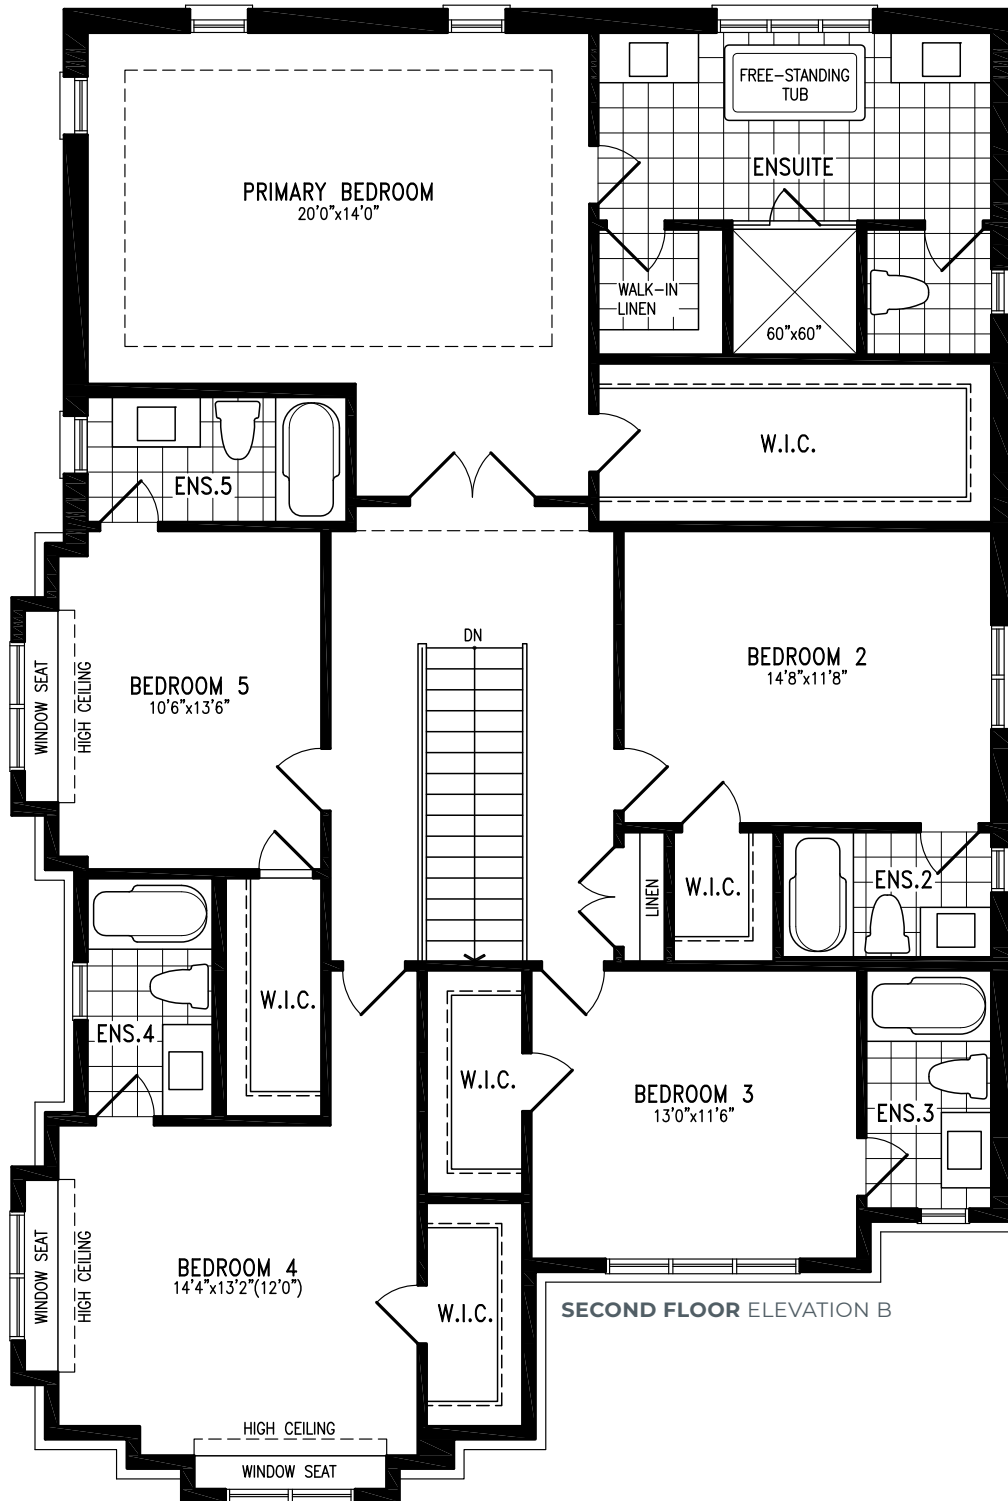 FREE-STANDING
TUB
ENSUITE
PRIMARY BEDROOM
20'0"x14'0"
WALK-IN
LINEN
60"x60"
W.I.C.
ENS.5
DN
BEDROOM 2
14'8"x11'8"
BEDROOM 5
10'6"x13'6"
WINDOW SEAT
HIGH CEILING
LINEN
W.I.C.
ENS.2
W.I.C.
ENS.4
W.I.C.
BEDROOM 3
13'0"x11'6"
ENS.3
BEDROOM 4
14'4"x13'2"(12'0")
WINDOW SEAT
HIGH CEILING
W.I.C.
SECOND FLOOR ELEVATION B
HIGH CEILING
WINDOW SEAT